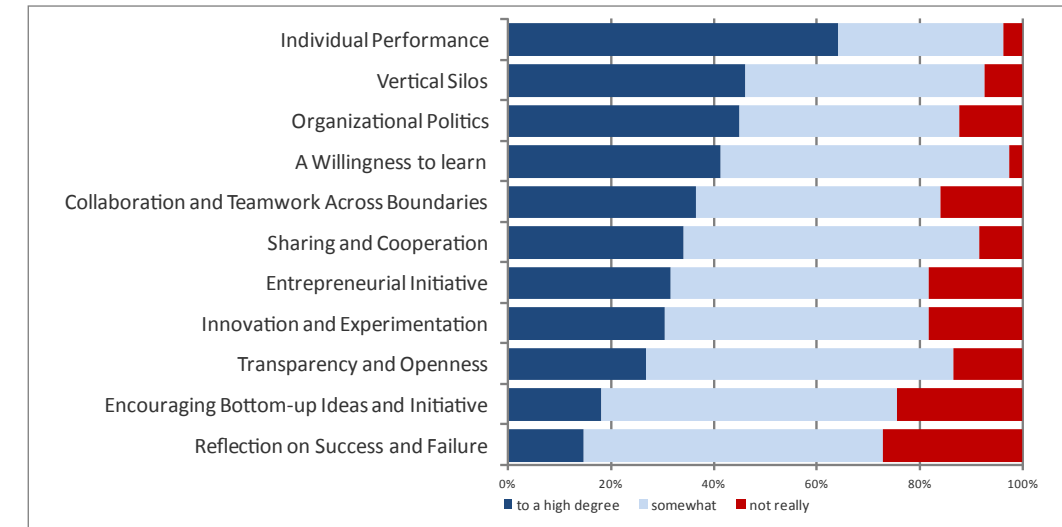 Individual Performance
Vertical Silos
Organizational Politics
A Willingness to learn
Collaboration and Teamwork Across Boundaries
Sharing and Cooperation
Entrepreneurial Initiative
Innovation and Experimentation
Transparency and Openness
Encouraging Bottom-up Ideas and Initiative
Reflection on Success and Failure
0% 20% 40% 60% 80% 100%
to a high degree somewhat not really